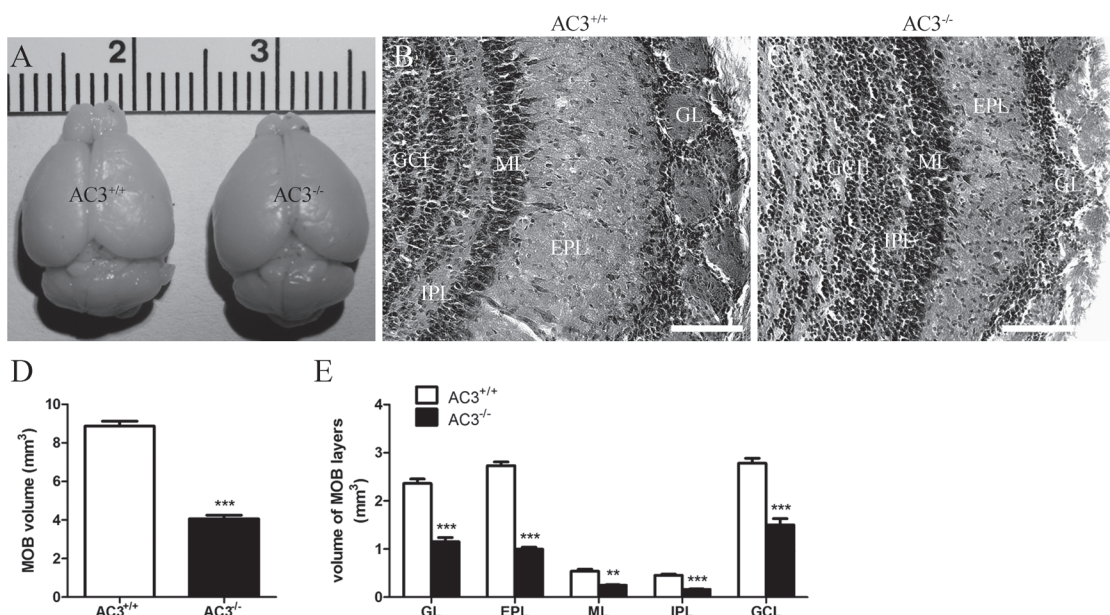 AC3+/+ AC3-/-
A 2 3 B C
GCL ML EPL IPL GL
GCL ML EPL IPL GL
AC3+/+ AC3-/-
D
MOB volume (mm3)
10
8
6
4
2
0
***
AC3+/+ AC3-/-
E
AC3+/+
AC3-/-
volume of MOB layers
(mm3)
4
3
2
1
0
*** *** ** *** ***
GL EPL ML IPL GCL